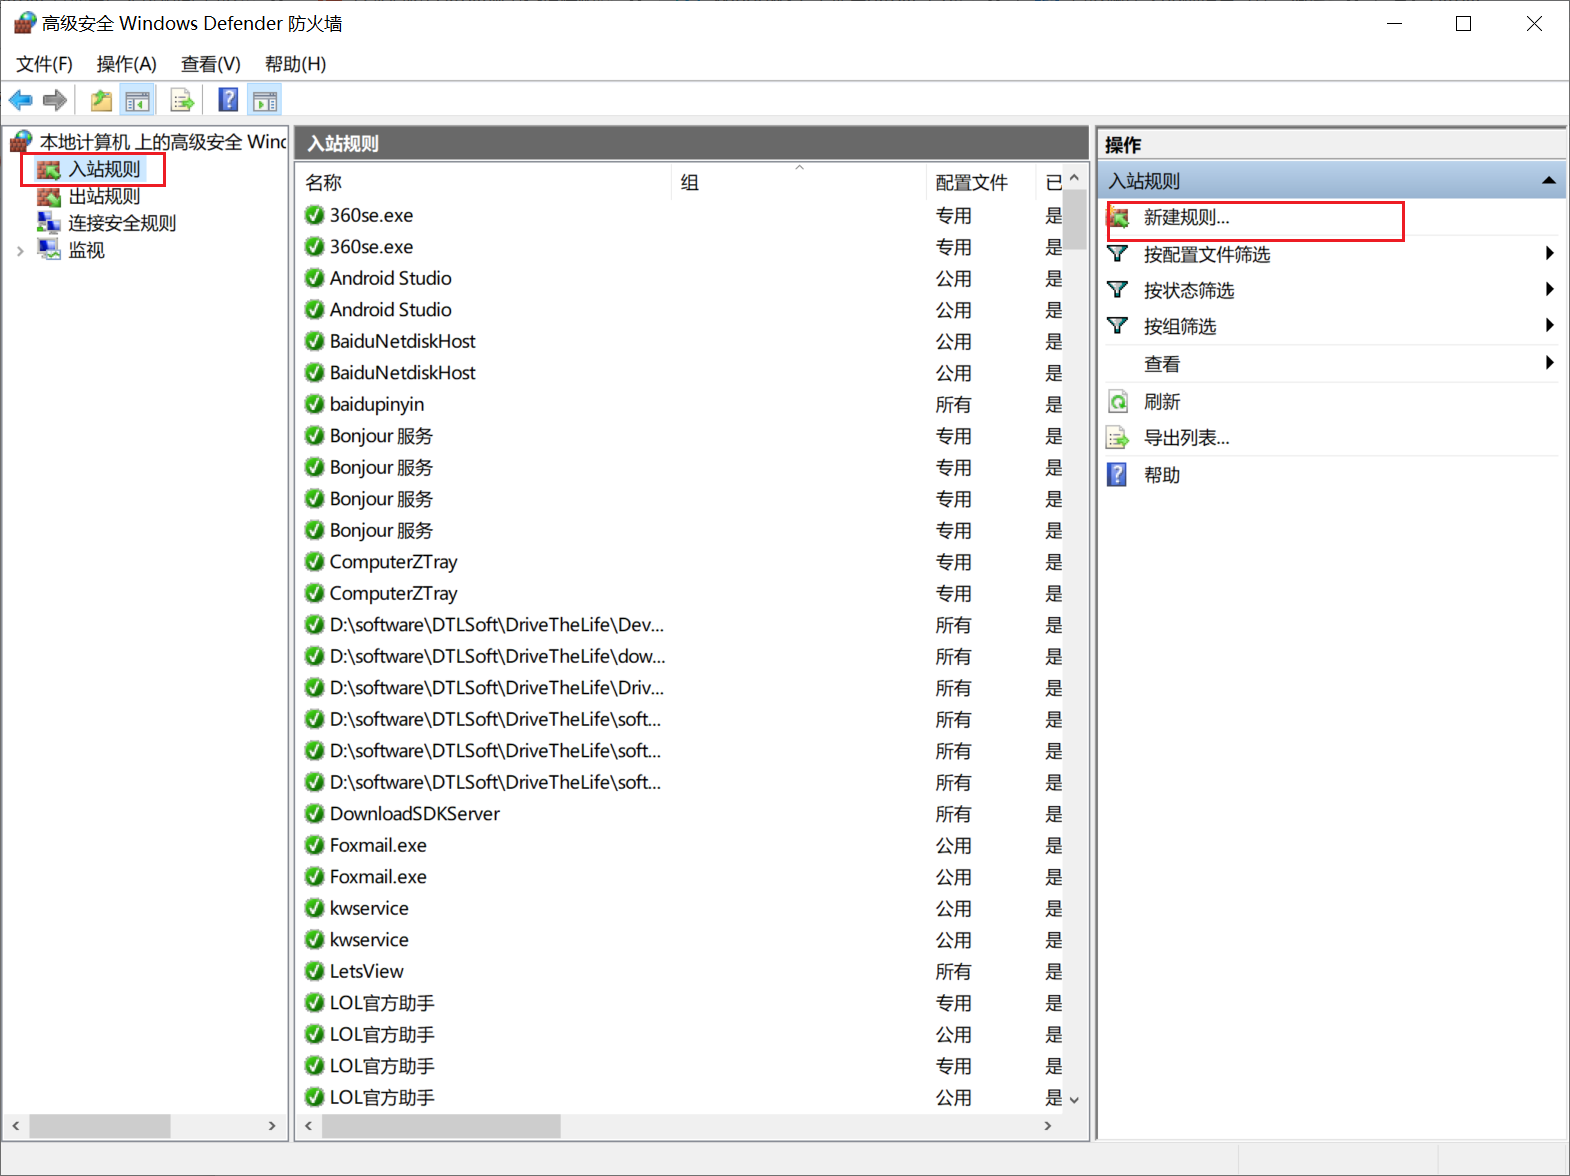 高级安全 Windows Defender 防火墙
文件(F) 操作(A) 查看(V) 帮助(H)
本地计算机 上的高级安全 Wind
入站规则
出站规则
连接安全规则
监视
入站规则
名称 组 配置文件 已
360se.exe 专用 是
360se.exe 专用 是
Android Studio 公用 是
Android Studio 公用 是
BaiduNetdiskHost 公用 是
BaiduNetdiskHost 公用 是
baidupinyin 所有 是
Bonjour 服务 专用 是
Bonjour 服务 专用 是
Bonjour 服务 专用 是
Bonjour 服务 专用 是
ComputerZTray 专用 是
ComputerZTray 专用 是
D:\software\DTLSoft\DriveTheLife\Dev... 所有 是
D:\software\DTLSoft\DriveTheLife\dow... 所有 是
D:\software\DTLSoft\DriveTheLife\Driv... 所有 是
D:\software\DTLSoft\DriveTheLife\soft... 所有 是
D:\software\DTLSoft\DriveTheLife\soft... 所有 是
D:\software\DTLSoft\DriveTheLife\soft... 所有 是
DownloadSDKServer 所有 是
Foxmail.exe 公用 是
Foxmail.exe 公用 是
kwservice 公用 是
kwservice 公用 是
LetsView 所有 是
LOL官方助手 专用 是
LOL官方助手 公用 是
LOL官方助手 专用 是
LOL官方助手 公用 是
操作
入站规则
新建规则...
按配置文件筛选
按状态筛选
按组筛选
查看
刷新
导出列表...
帮助